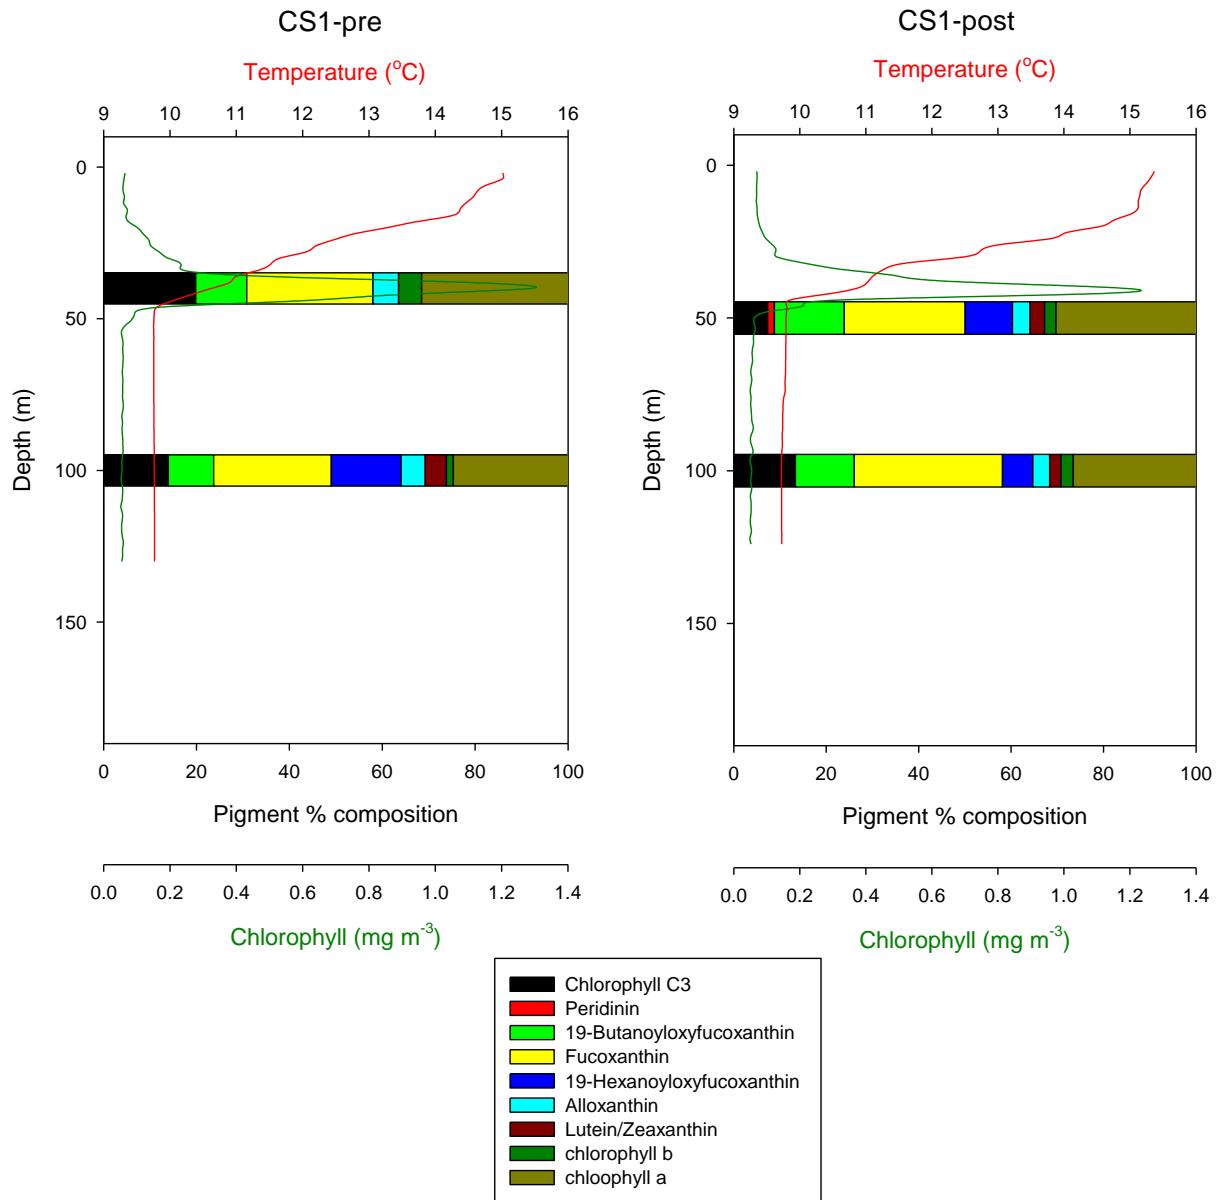 CS1-pre
Temperature (°C)
9 10 11 12 13 14 15 16
0
50
100
150
Depth (m)
0 20 40 60 80 100
Pigment % composition
0.0 0.2 0.4 0.6 0.8 1.0 1.2 1.4
Chlorophyll (mg m⁻³)
CS1-post
Temperature (°C)
9 10 11 12 13 14 15 16
0
50
100
150
Depth (m)
0 20 40 60 80 100
Pigment % composition
0.0 0.2 0.4 0.6 0.8 1.0 1.2 1.4
Chlorophyll (mg m⁻³)
Chlorophyll C3
Peridinin
19-Butanoyloxyfucoxanthin
Fucoxanthin
19-Hexanoyloxyfucoxanthin
Alloxanthin
Lutein/Zeaxanthin
chlorophyll b
chloophyll a